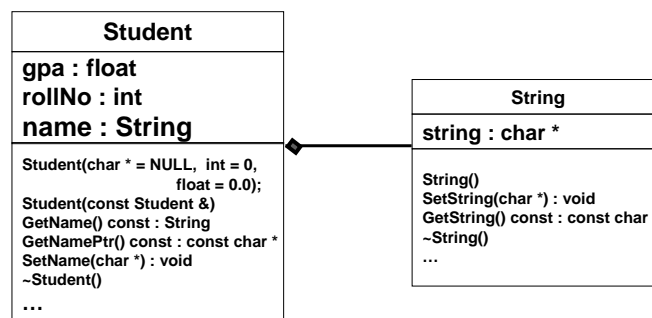 Student
gpa : float
rollNo : int
name : String
Student(char * = NULL, int = 0,
float = 0.0);
Student(const Student &)
GetName() const : String
GetNamePtr() const : const char *
SetName(char *) : void
~Student()
…
String
string : char *
String()
SetString(char *) : void
GetString() const : const char
~String()
…